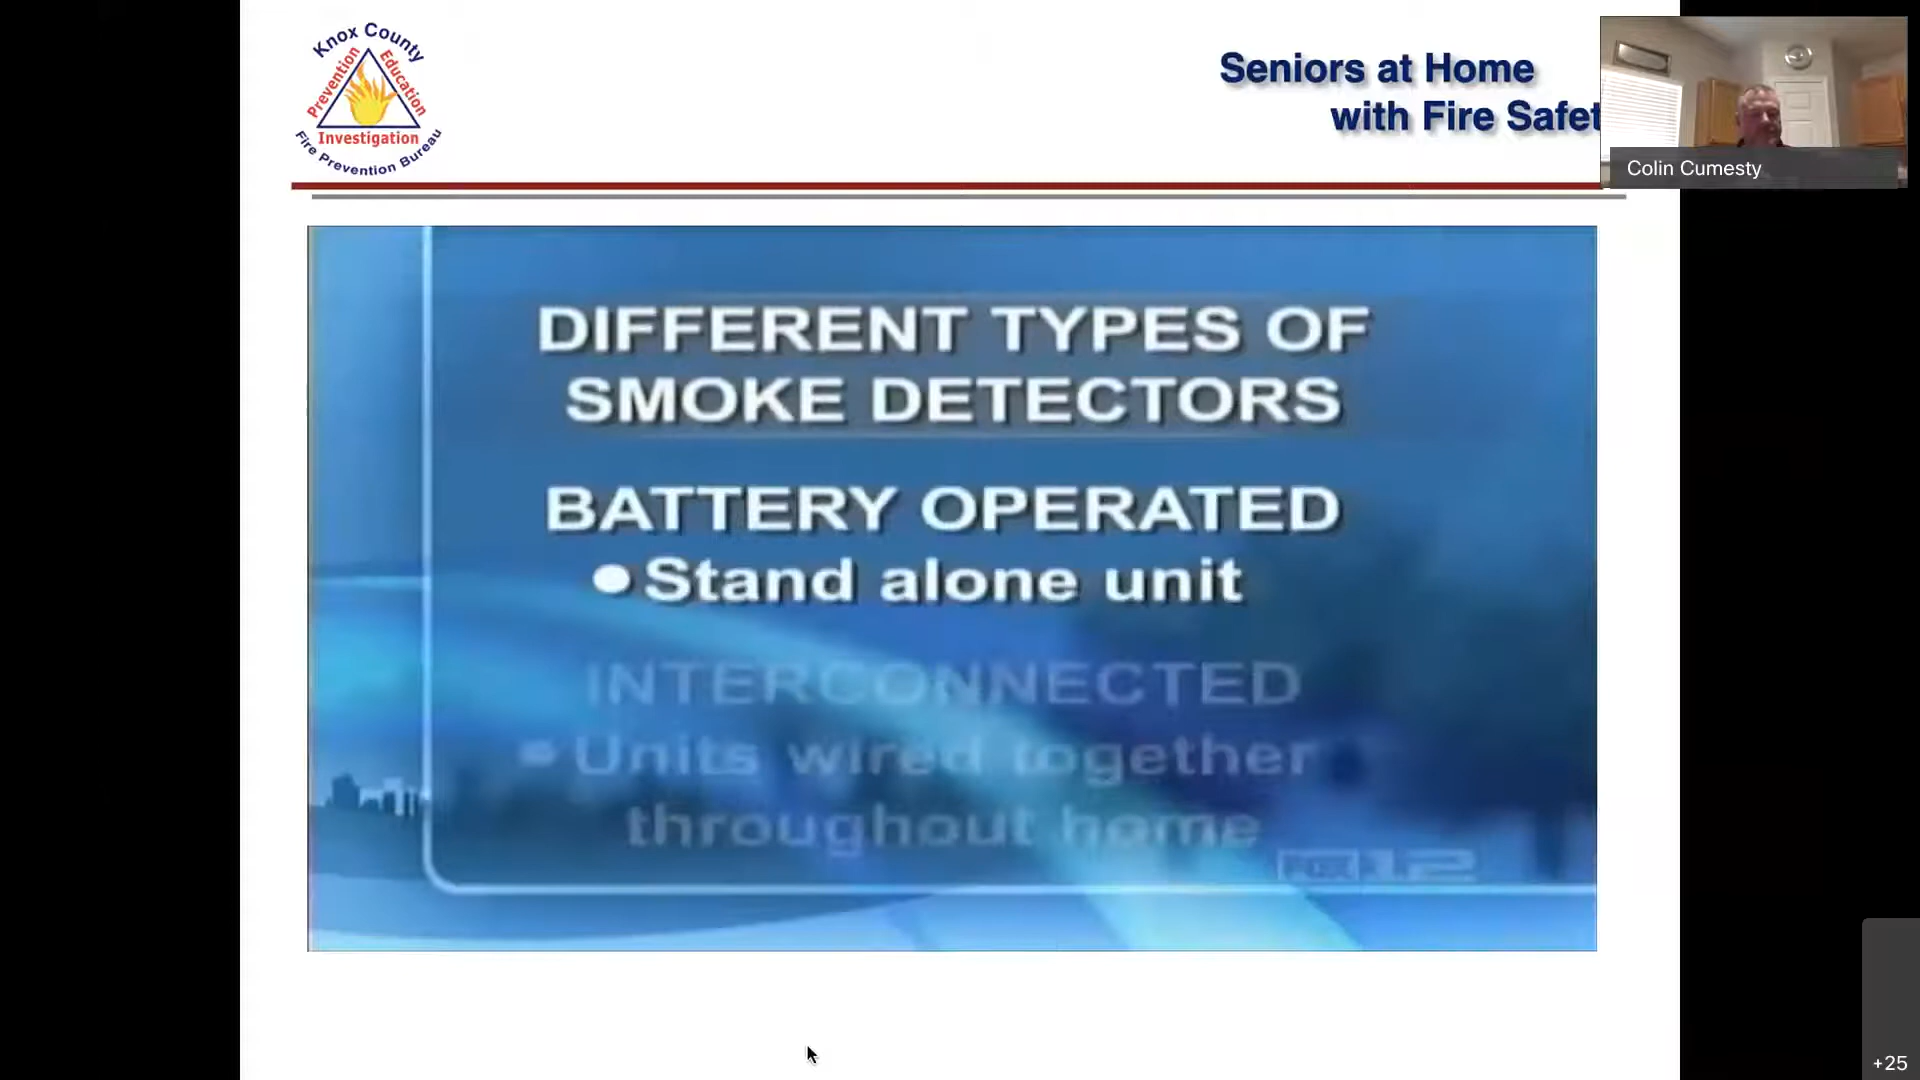 Knox County
Prevention
Education
Investigation
Fire Prevention Bureau
Seniors at Home
with Fire Safet
Colin Cumesty
DIFFERENT TYPES OF
SMOKE DETECTORS
BATTERY OPERATED
●Stand alone unit
INTERCONNECTED
●Units wired together
throughout home
FOX 12
+25